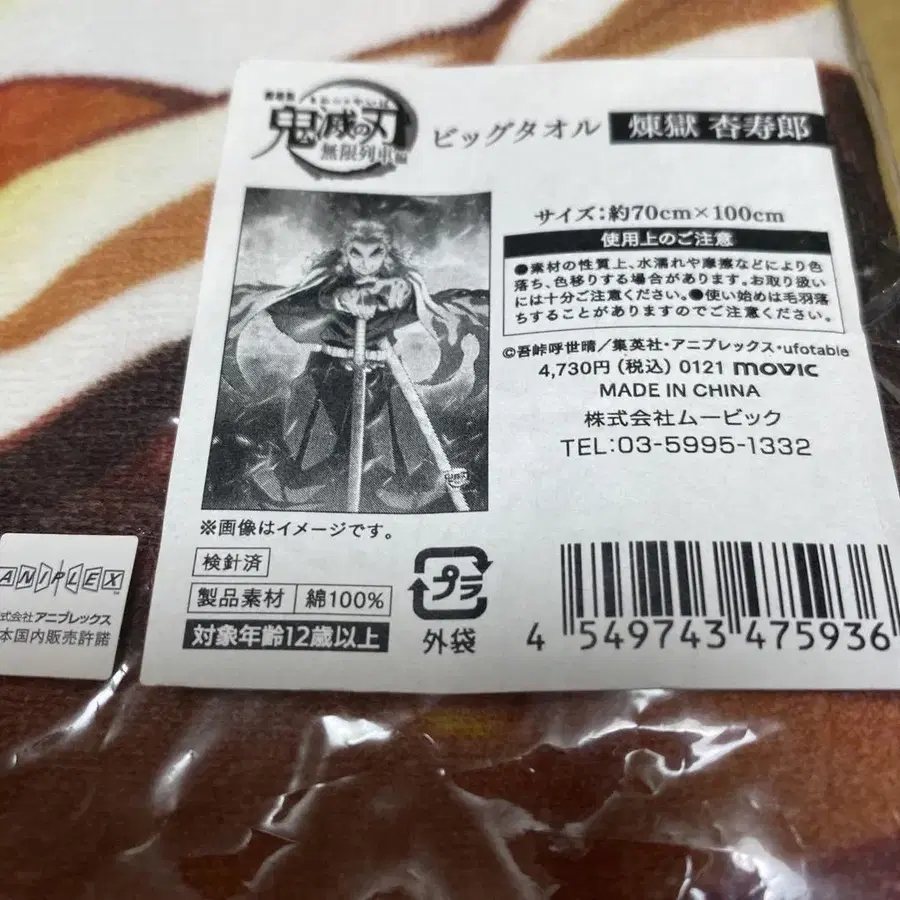 劇場版
きめつのやいば
鬼滅の刃
無限列車編
ビッグタオル
煉獄 杏寿郎
サイズ:約70cm×100cm
使用上のご注意
●素材の性質上、水濡れや摩擦などにより色
落ち、色移りする場合があります。お取り扱い
には十分ご注意ください。●使い始めは毛羽落
ちすることがありますのでご注意ください。
©吾峠呼世晴/集英社・アニプレックス・ufotable
4,730円(税込) 0121 movic
MADE IN CHINA
株式会社ムービック
TEL:03-5995-1332
※画像はイメージです。
検針済
製品素材 綿100%
対象年齢12歳以上
プラ
外袋
4 549743 475936
ANIPLEX
式会社 アニプレックス
本国内販売許諾